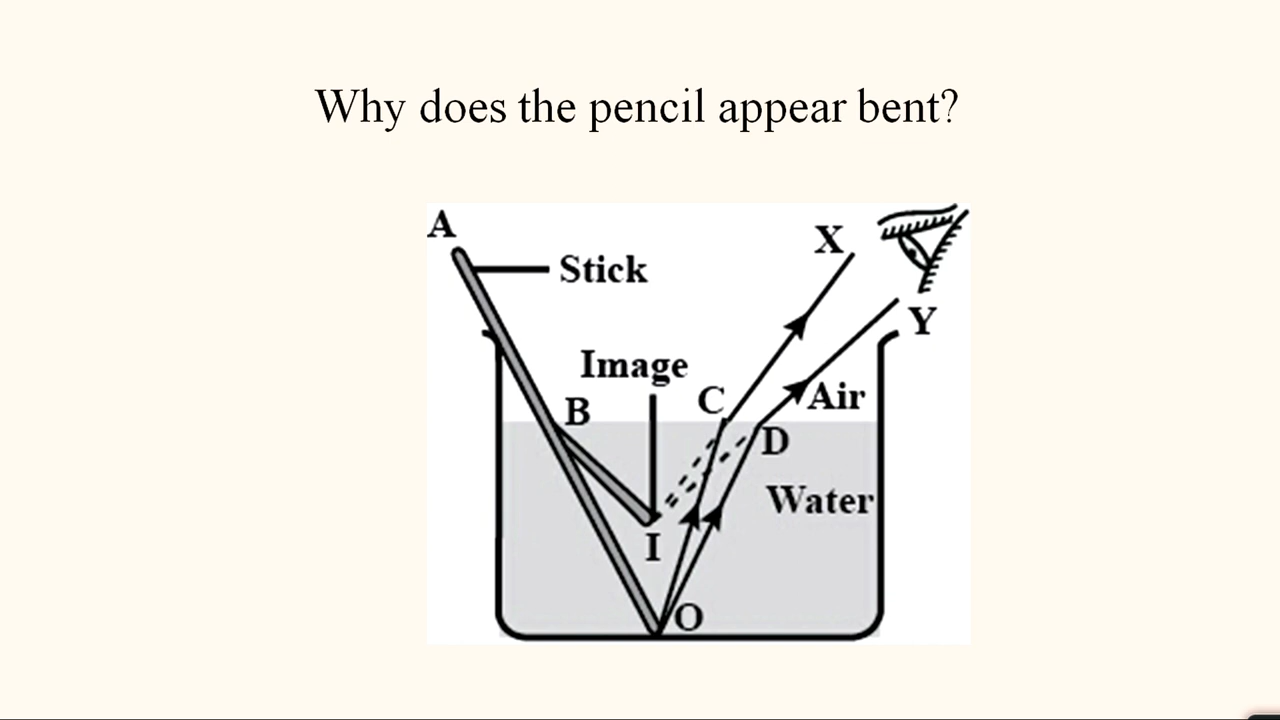 Why does the pencil appear bent?
A
X
Stick
Y
Image
B
C
Air
D
Water
I
O